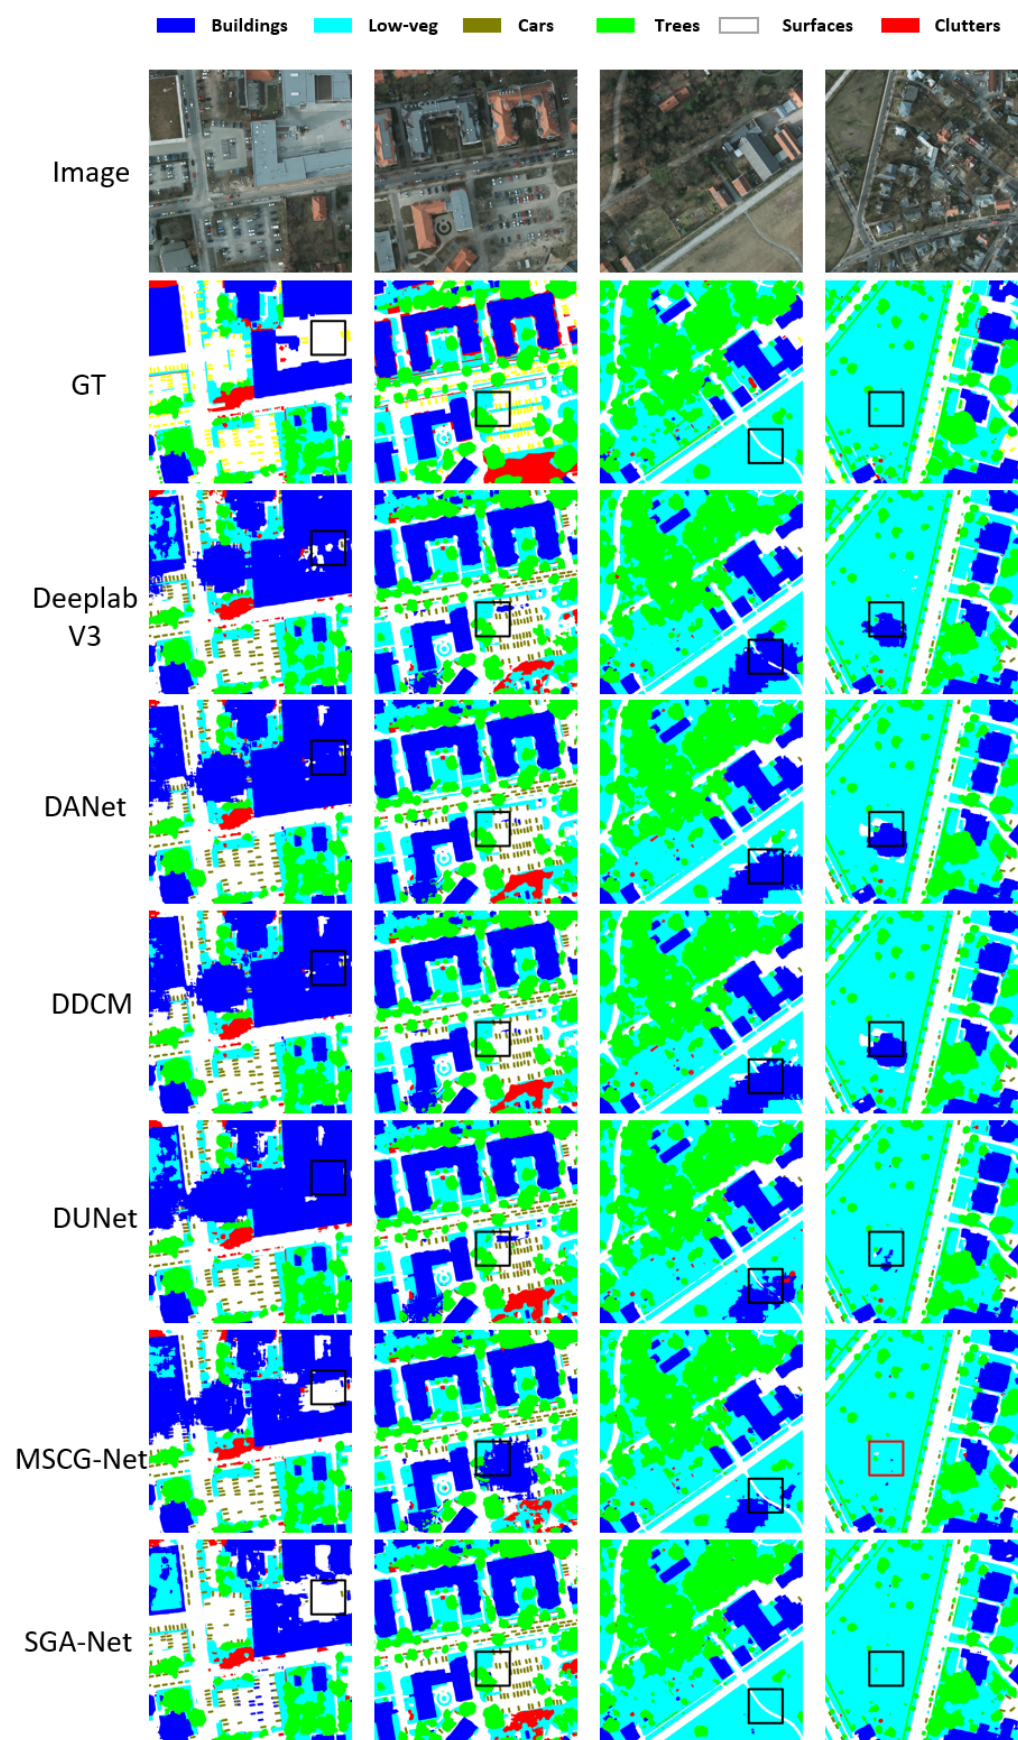 Buildings Low-veg Cars Trees Surfaces Clutters
Image
GT
Deeplab
V3
DANet
DDCM
DUNet
MSCG-Net
SGA-Net